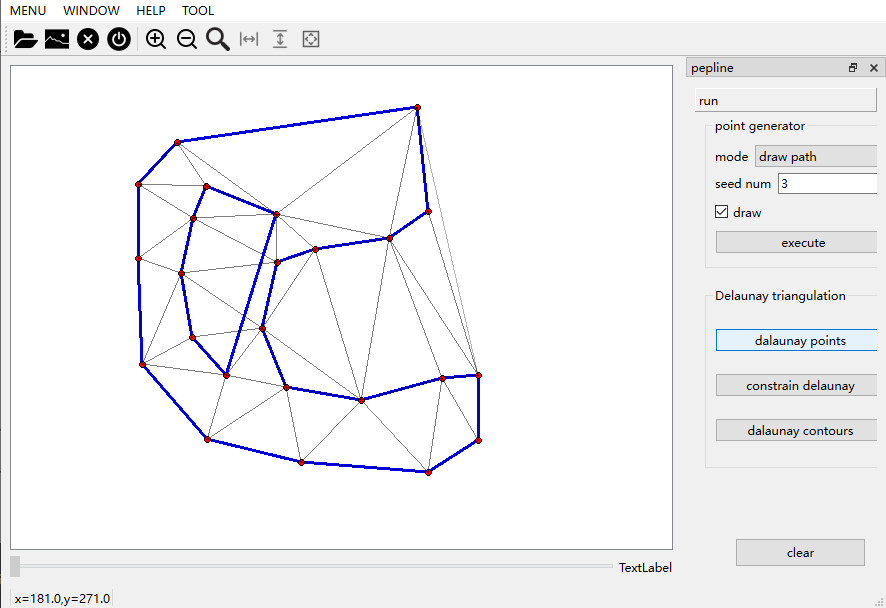 MENU WINDOW HELP TOOL
pepline
run
point generator
mode draw path
seed num 3
draw
execute
Delaunay triangulation
dalaunay points
constrain delaunay
dalaunay contours
clear
TextLabel
x=181.0,y=271.0